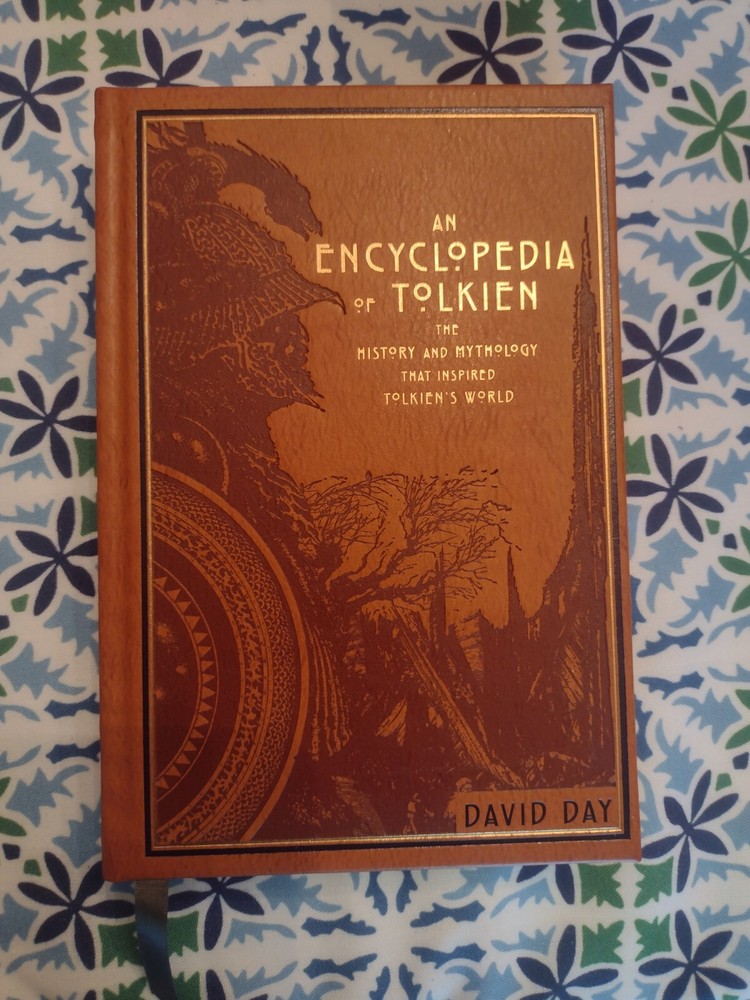 AN
ENCYCLOPEDIA
OF TOLKIEN
THE
HISTORY AND MYTHOLOGY
THAT INSPIRED
TOLKIEN'S WORLD
DAVID DAY